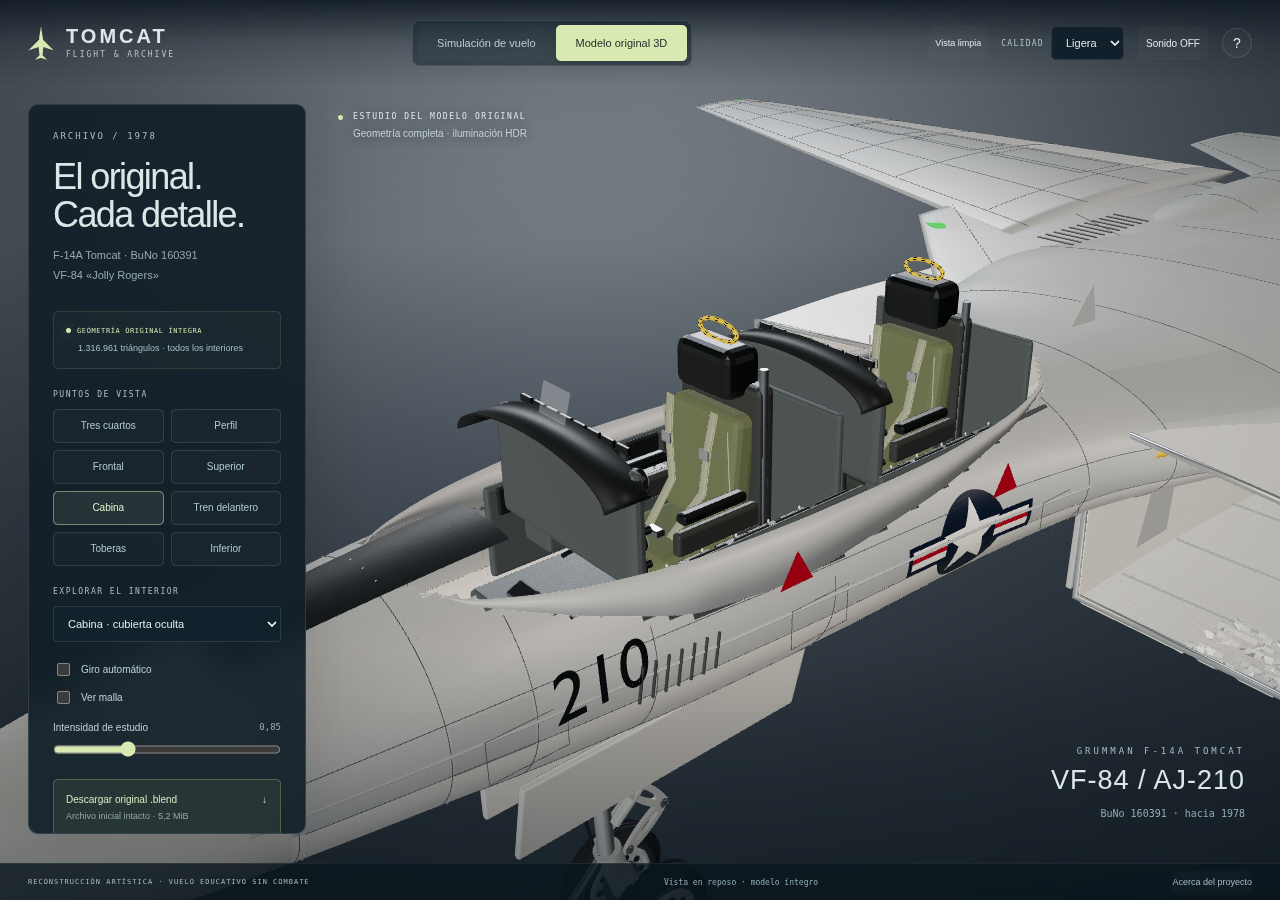 TOMCAT
FLIGHT & ARCHIVE
Simulación de vuelo
Modelo original 3D
Vista limpia
CALIDAD
Ligera
Sonido OFF
?
ARCHIVO / 1978
El original.
Cada detalle.
F-14A Tomcat · BuNo 160391
VF-84 «Jolly Rogers»
GEOMETRÍA ORIGINAL ÍNTEGRA
1.316.961 triángulos · todos los interiores
PUNTOS DE VISTA
Tres cuartos
Perfil
Frontal
Superior
Cabina
Tren delantero
Toberas
Inferior
EXPLORAR EL INTERIOR
Cabina · cubierta oculta
Giro automático
Ver malla
Intensidad de estudio
0,85
Descargar original .blend ↓
Archivo inicial intacto · 5,2 MiB
ESTUDIO DEL MODELO ORIGINAL
Geometría completa · iluminación HDR
210
GRUMMAN F-14A TOMCAT
VF-84 / AJ-210
BuNo 160391 · hacia 1978
RECONSTRUCCIÓN ARTÍSTICA · VUELO EDUCATIVO SIN COMBATE
Vista en reposo · modelo íntegro
Acerca del proyecto